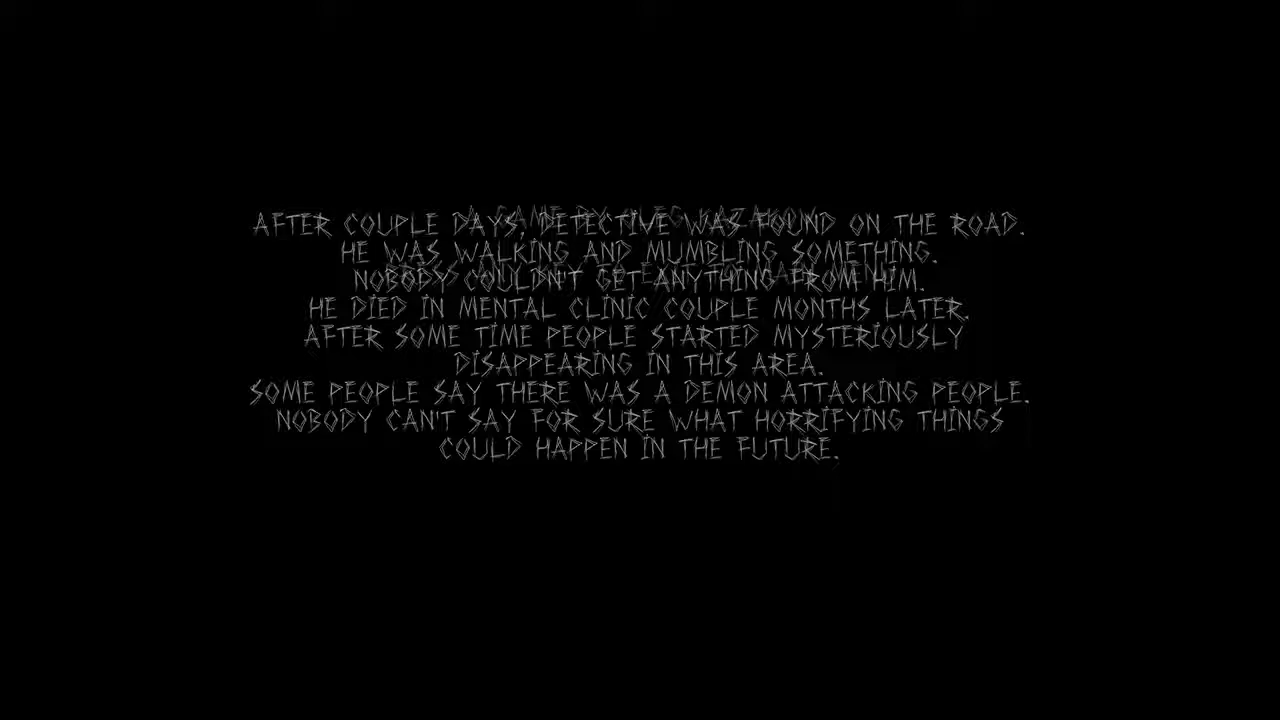 AFTER COUPLE DAYS, DETECTIVE WAS FOUND ON THE ROAD.
HE WAS WALKING AND MUMBLING SOMETHING.
NOBODY COULDN'T GET ANYTHING FROM HIM.
HE DIED IN MENTAL CLINIC COUPLE MONTHS LATER.
AFTER SOME TIME PEOPLE STARTED MYSTERIOUSLY
DISAPPEARING IN THIS AREA.
SOME PEOPLE SAY THERE WAS A DEMON ATTACKING PEOPLE.
NOBODY CAN'T SAY FOR SURE WHAT HORRIFYING THINGS
COULD HAPPEN IN THE FUTURE.